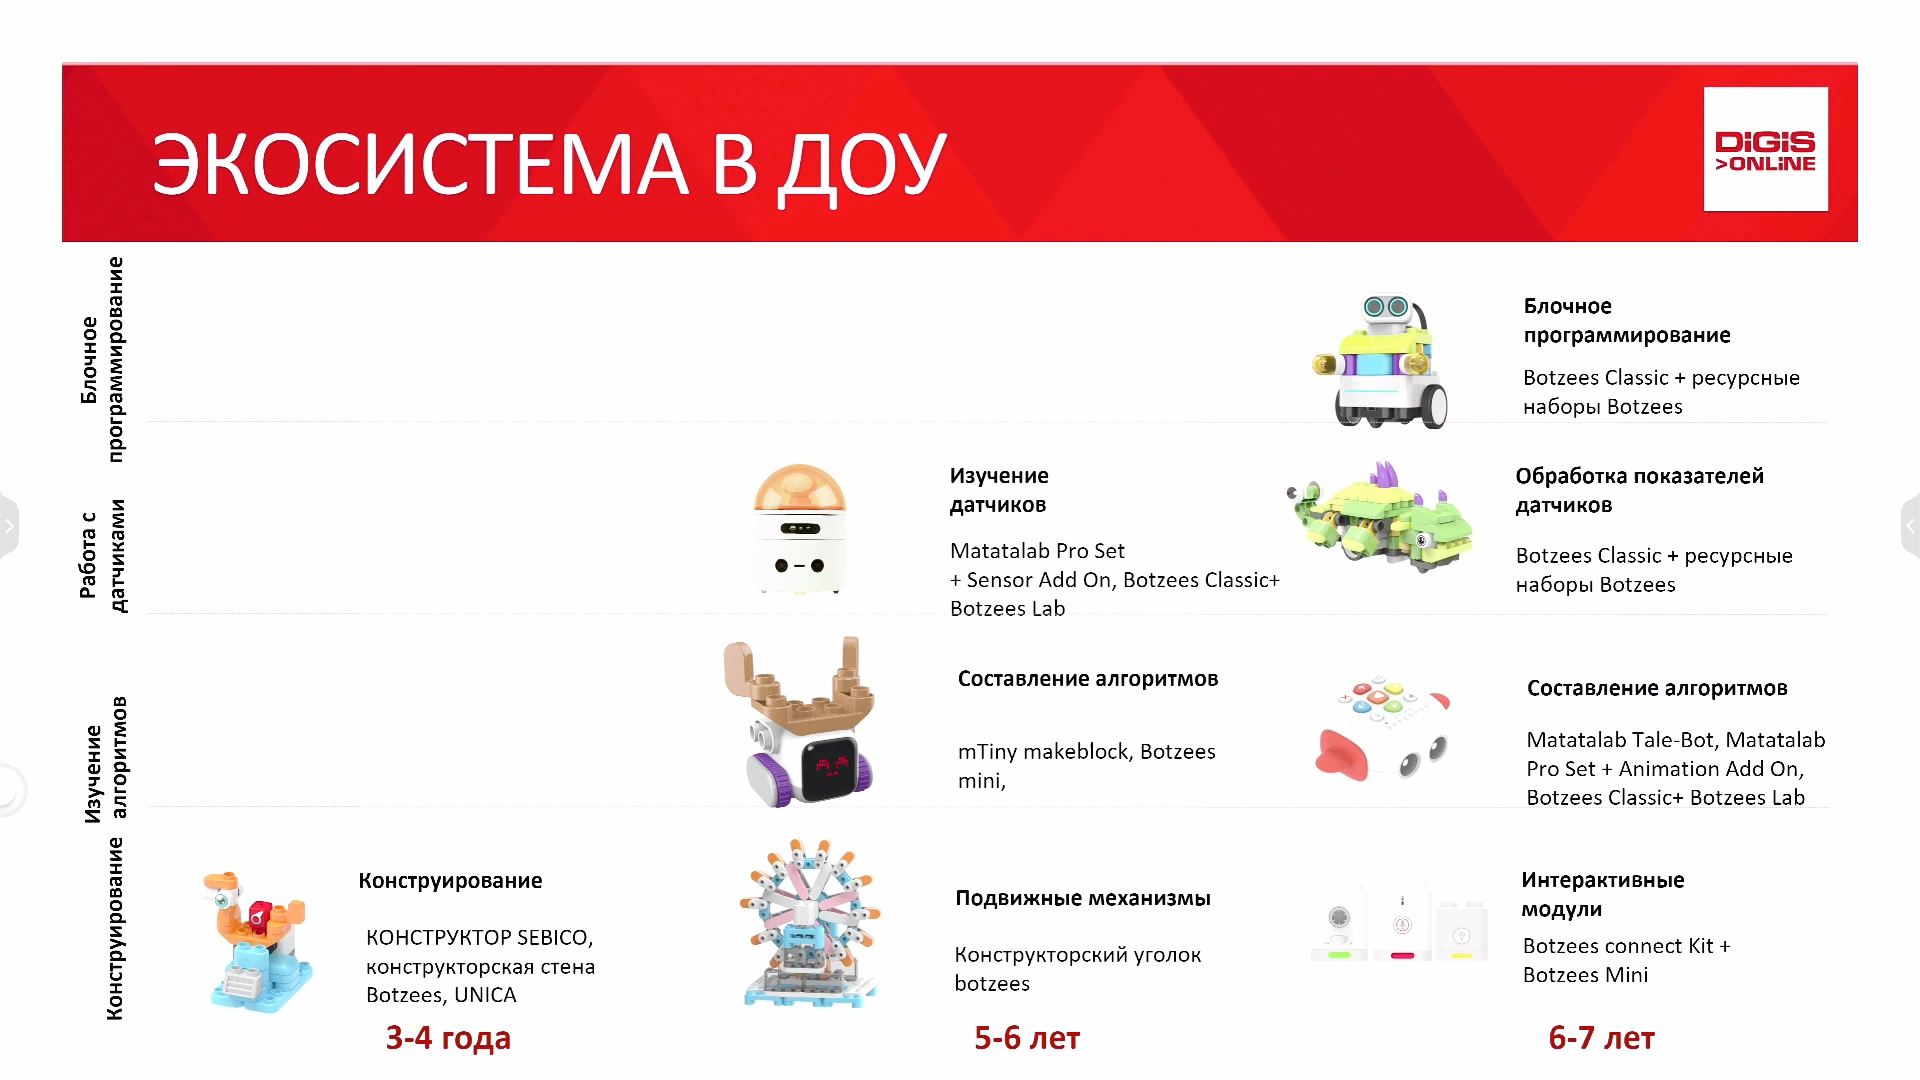 ЭКОСИСТЕМА В ДОУ
DiGiS
>ONLiNE
Блочное
программирование
Блочное
программирование
Botzees Classic + ресурсные
наборы Botzees
Работа с
датчиками
Изучение
датчиков
Matatalab Pro Set
+ Sensor Add On, Botzees Classic+
Botzees Lab
Обработка показателей
датчиков
Botzees Classic + ресурсные
наборы Botzees
Изучение
алгоритмов
Составление алгоритмов
mTiny makeblock, Botzees
mini,
Составление алгоритмов
Matatalab Tale-Bot, Matatalab
Pro Set + Animation Add On,
Botzees Classic+ Botzees Lab
Конструирование
Конструирование
КОНСТРУКТОР SEBICO,
конструкторская стена
Botzees, UNICA
Подвижные механизмы
Конструкторский уголок
botzees
Интерактивные
модули
Botzees connect Kit +
Botzees Mini
3-4 года
5-6 лет
6-7 лет